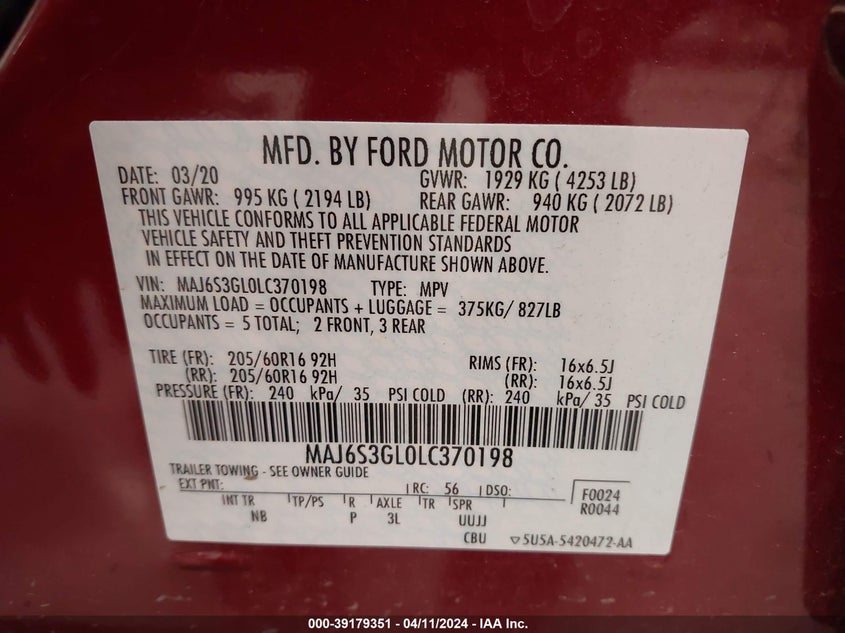 MFD. BY FORD MOTOR CO.
DATE: 03/20 GVWR: 1929 KG ( 4253 LB)
FRONT GAWR: 995 KG ( 2194 LB) REAR GAWR: 940 KG ( 2072 LB)
THIS VEHICLE CONFORMS TO ALL APPLICABLE FEDERAL MOTOR
VEHICLE SAFETY AND THEFT PREVENTION STANDARDS
IN EFFECT ON THE DATE OF MANUFACTURE SHOWN ABOVE.
VIN: MAJ6S3GL0LC370198 TYPE: MPV
MAXIMUM LOAD = OCCUPANTS + LUGGAGE = 375KG/ 827LB
OCCUPANTS = 5 TOTAL; 2 FRONT, 3 REAR
TIRE (FR): 205/60R16 92H RIMS (FR): 16x6.5J
(RR): 205/60R16 92H (RR): 16x6.5J
PRESSURE (FR): 240 kPa/ 35 PSI COLD (RR): 240 kPa/ 35 PSI COLD
MAJ6S3GL0LC370198
TRAILER TOWING - SEE OWNER GUIDE
EXT PNT: RC: 56 DSO: F0024
INT TR TP/PS R AXLE TR SPR R0044
NB P 3L UUJJ
CBU 5U5A-5420472-AA
000-39179351 - 04/11/2024 - IAA Inc.